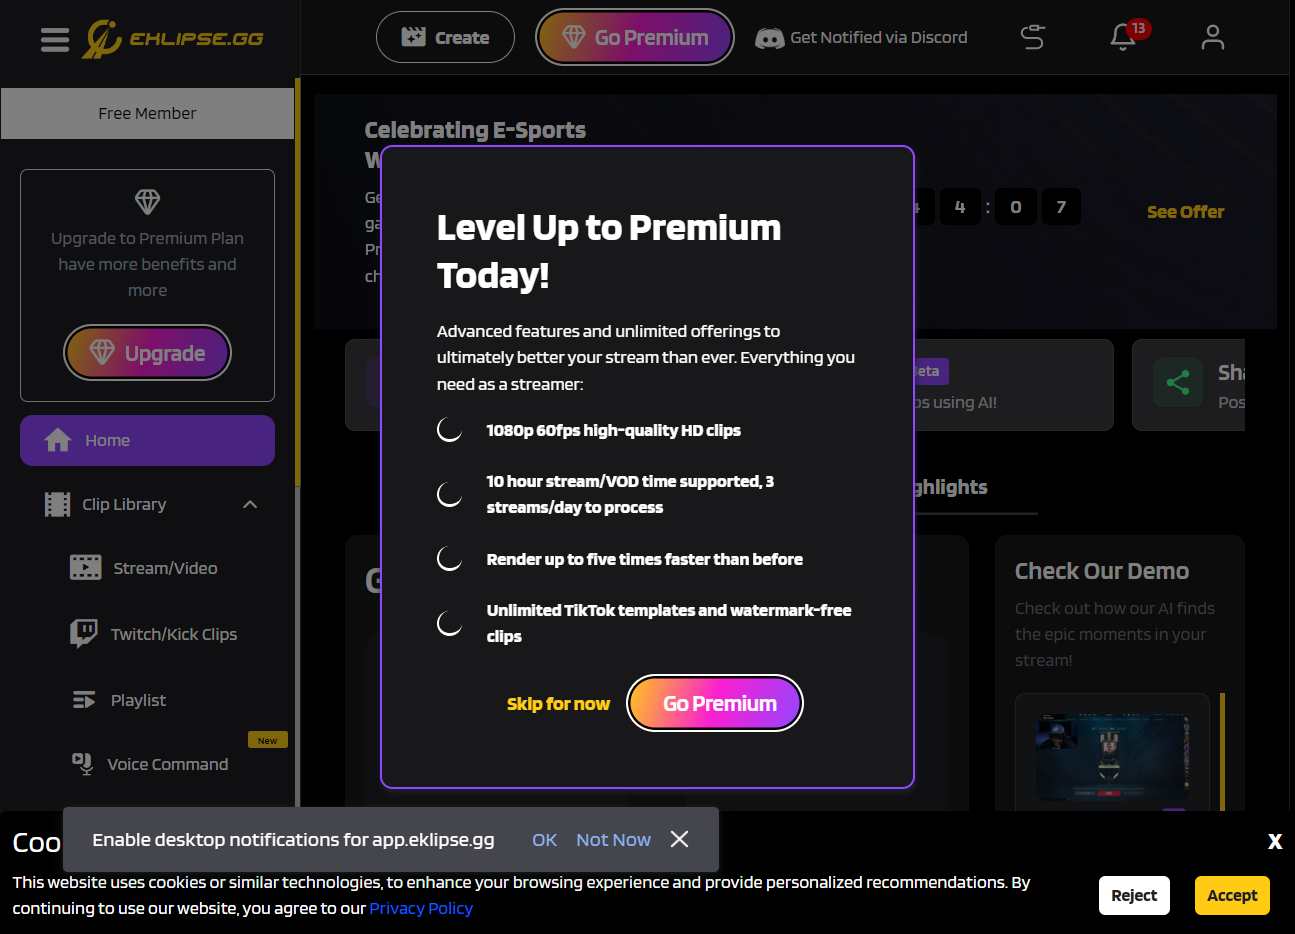 EKLIPSE.GG
Create
Go Premium
Get Notified via Discord
13
Free Member
Upgrade to Premium Plan
have more benefits and
more
Upgrade
Home
Clip Library
Stream/Video
Twitch/Kick Clips
Playlist
New
Voice Command
Celebrating E-Sports
W
Ge
ga
Pr
ch
4 : 0 7
See Offer
eta
os using AI!
Sha
Pos
ghlights
G
Check Our Demo
Check out how our AI finds
the epic moments in your
stream!
Level Up to Premium
Today!
Advanced features and unlimited offerings to
ultimately better your stream than ever. Everything you
need as a streamer:
1080p 60fps high-quality HD clips
10 hour stream/VOD time supported, 3
streams/day to process
Render up to five times faster than before
Unlimited TikTok templates and watermark-free
clips
Skip for now
Go Premium
Coo
Enable desktop notifications for app.eklipse.gg
OK
Not Now
X
This website uses cookies or similar technologies, to enhance your browsing experience and provide personalized recommendations. By
continuing to use our website, you agree to our Privacy Policy
Reject
Accept